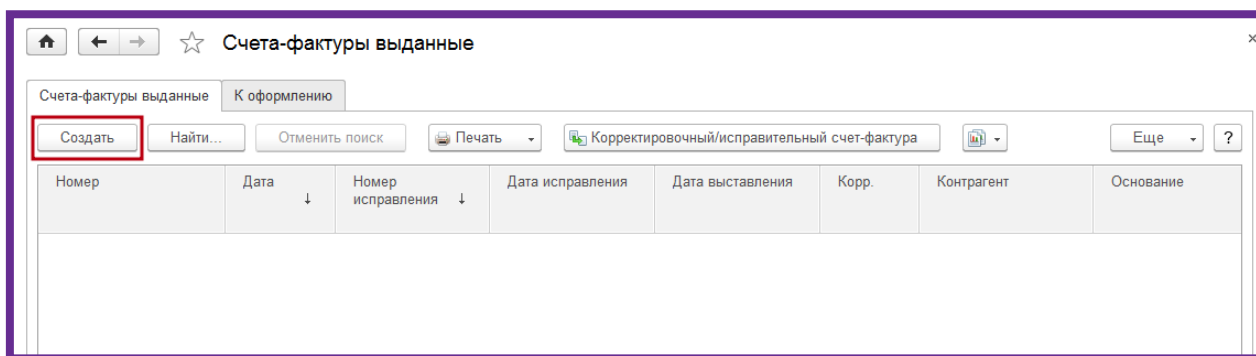 Счета-фактуры выданные
Счета-фактуры выданные К оформлению
Создать Найти... Отменить поиск Печать Корректировочный/исправительный счет-фактура Еще ?
Номер Дата Номер Дата исправления Дата выставления Корр. Контрагент Основание
↓ исправления ↓